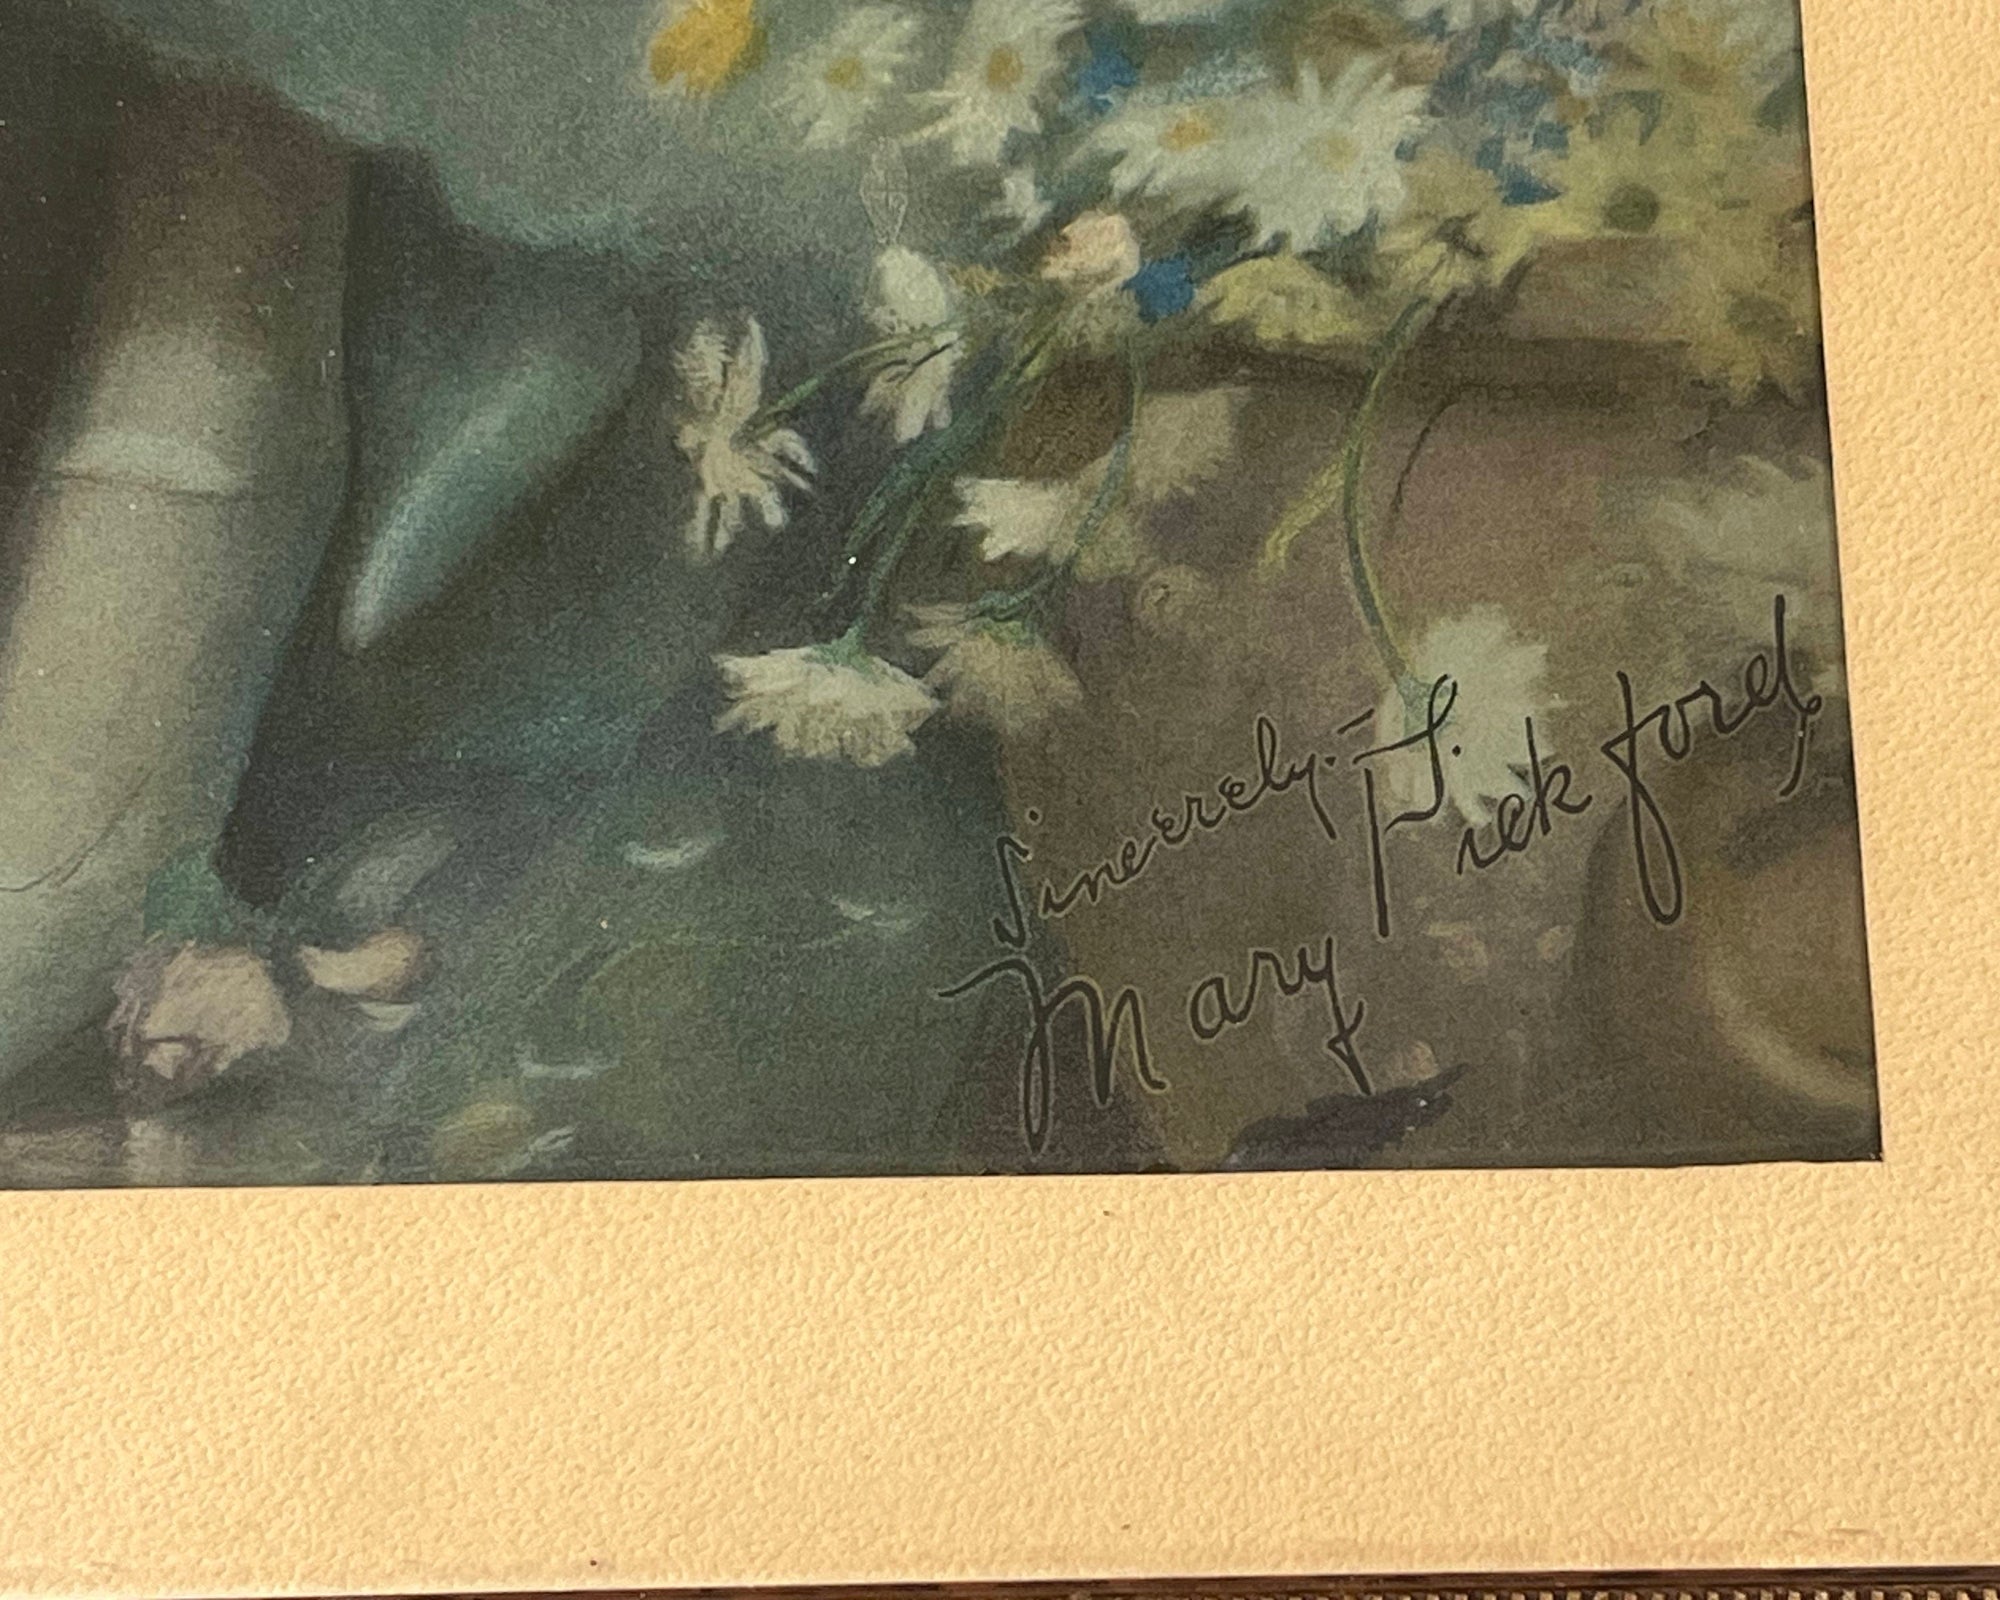 Sincerely:-
Mary Pickford,